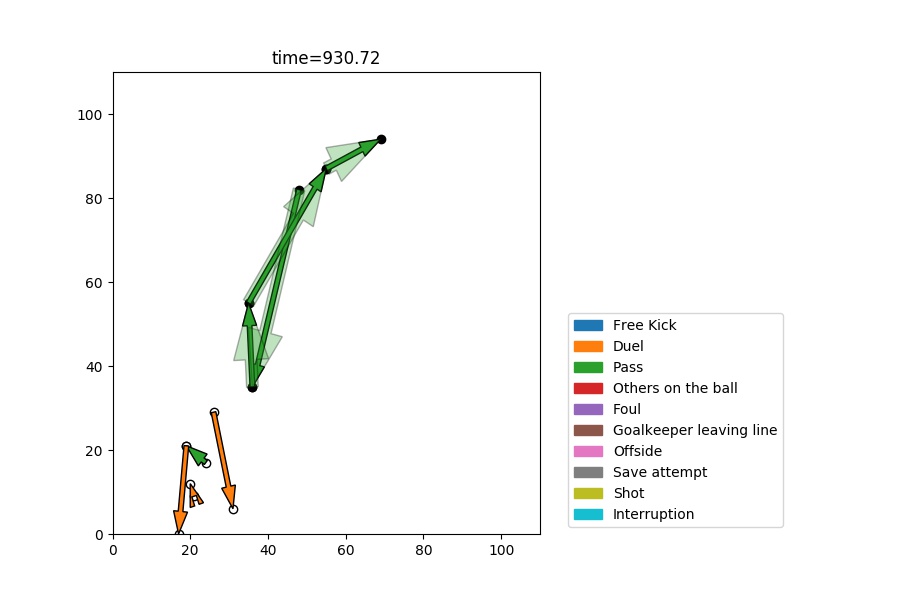 time=930.72
100
80
60
40
20
0
0 20 40 60 80 100
Free Kick
Duel
Pass
Others on the ball
Foul
Goalkeeper leaving line
Offside
Save attempt
Shot
Interruption